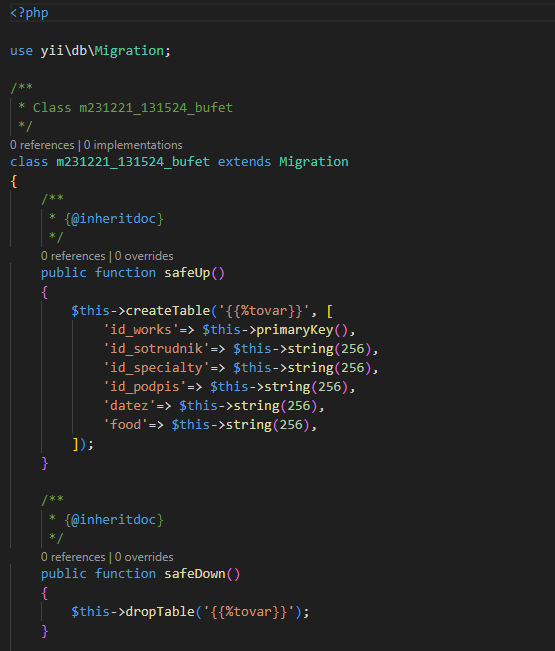 <?php
use yii\db\Migration;
/**
 * Class m231221_131524_bufet
 */
0 references | 0 implementations
class m231221_131524_bufet extends Migration
{
    /**
     * {@inheritdoc}
     */
    0 references | 0 overrides
    public function safeUp()
    {
        $this->createTable('{{%tovar}}', [
            'id_works'=> $this->primaryKey(),
            'id_sotrudnik'=> $this->string(256),
            'id_specialty'=> $this->string(256),
            'id_podpis'=> $this->string(256),
            'datez'=> $this->string(256),
            'food'=> $this->string(256),
        ]);
    }
    /**
     * {@inheritdoc}
     */
    0 references | 0 overrides
    public function safeDown()
    {
        $this->dropTable('{{%tovar}}');
    }